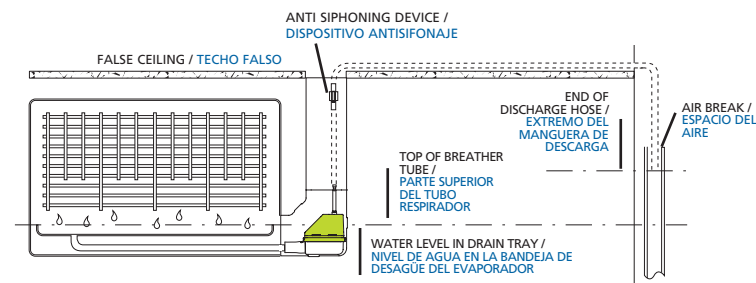 ANTI SIPHONING DEVICE /
DISPOSITIVO ANTISIFONAJE
FALSE CEILING / TECHO FALSO
END OF
DISCHARGE HOSE /
EXTREMO DEL
MANGUERA DE
DESCARGA
AIR BREAK /
ESPACIO DEL
AIRE
TOP OF BREATHER
TUBE /
PARTE SUPERIOR
DEL TUBO
RESPIRADOR
WATER LEVEL IN DRAIN TRAY /
NIVEL DE AGUA EN LA BANDEJA DE
DESAGÜE DEL EVAPORADOR